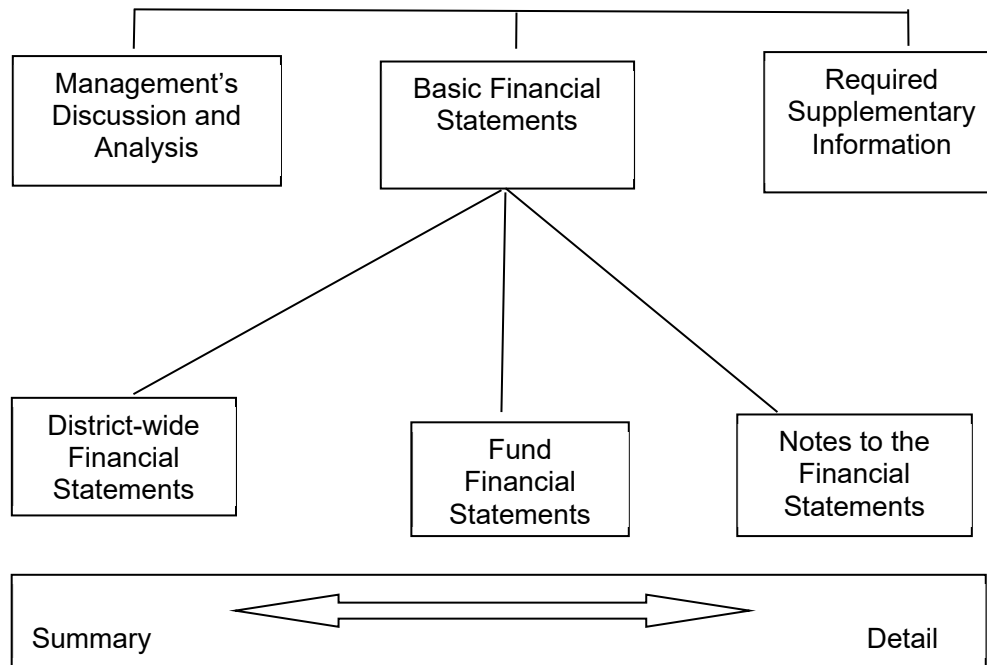 Management’s
Discussion and
Analysis
Basic Financial
Statements
Required
Supplementary
Information
District-wide
Financial
Statements
Fund
Financial
Statements
Notes to the
Financial
Statements
Summary
Detail